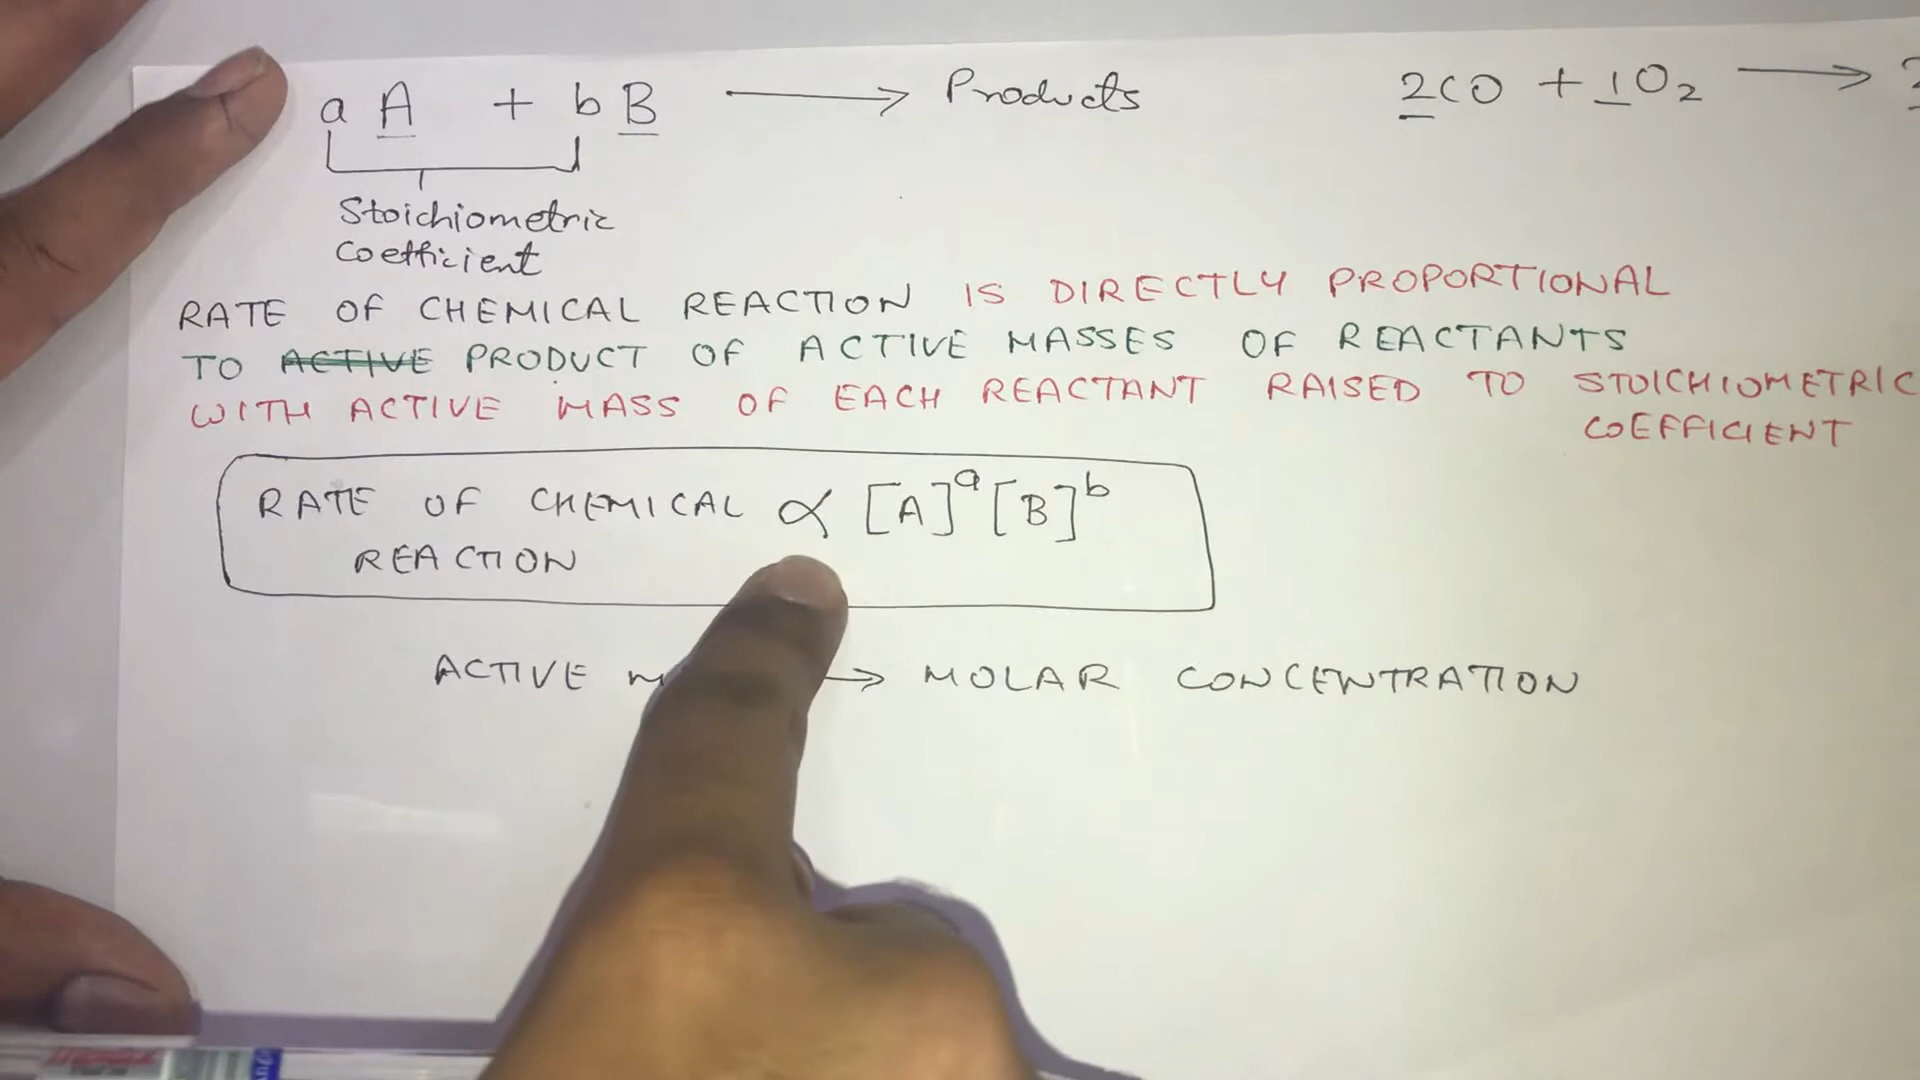 a A + b B ⟶ Products
2CO + 1O₂ ⟶
Stoichiometric
Coefficient
RATE OF CHEMICAL REACTION IS DIRECTLY PROPORTIONAL
TO ACTIVE PRODUCT OF ACTIVE MASSES OF REACTANTS
WITH ACTIVE MASS OF EACH REACTANT RAISED TO STOICHIOMETRIC
COEFFICIENT
RATE OF CHEMICAL ∝ [A]ᵃ [B]ᵇ
REACTION
ACTIVE → MOLAR CONCENTRATION